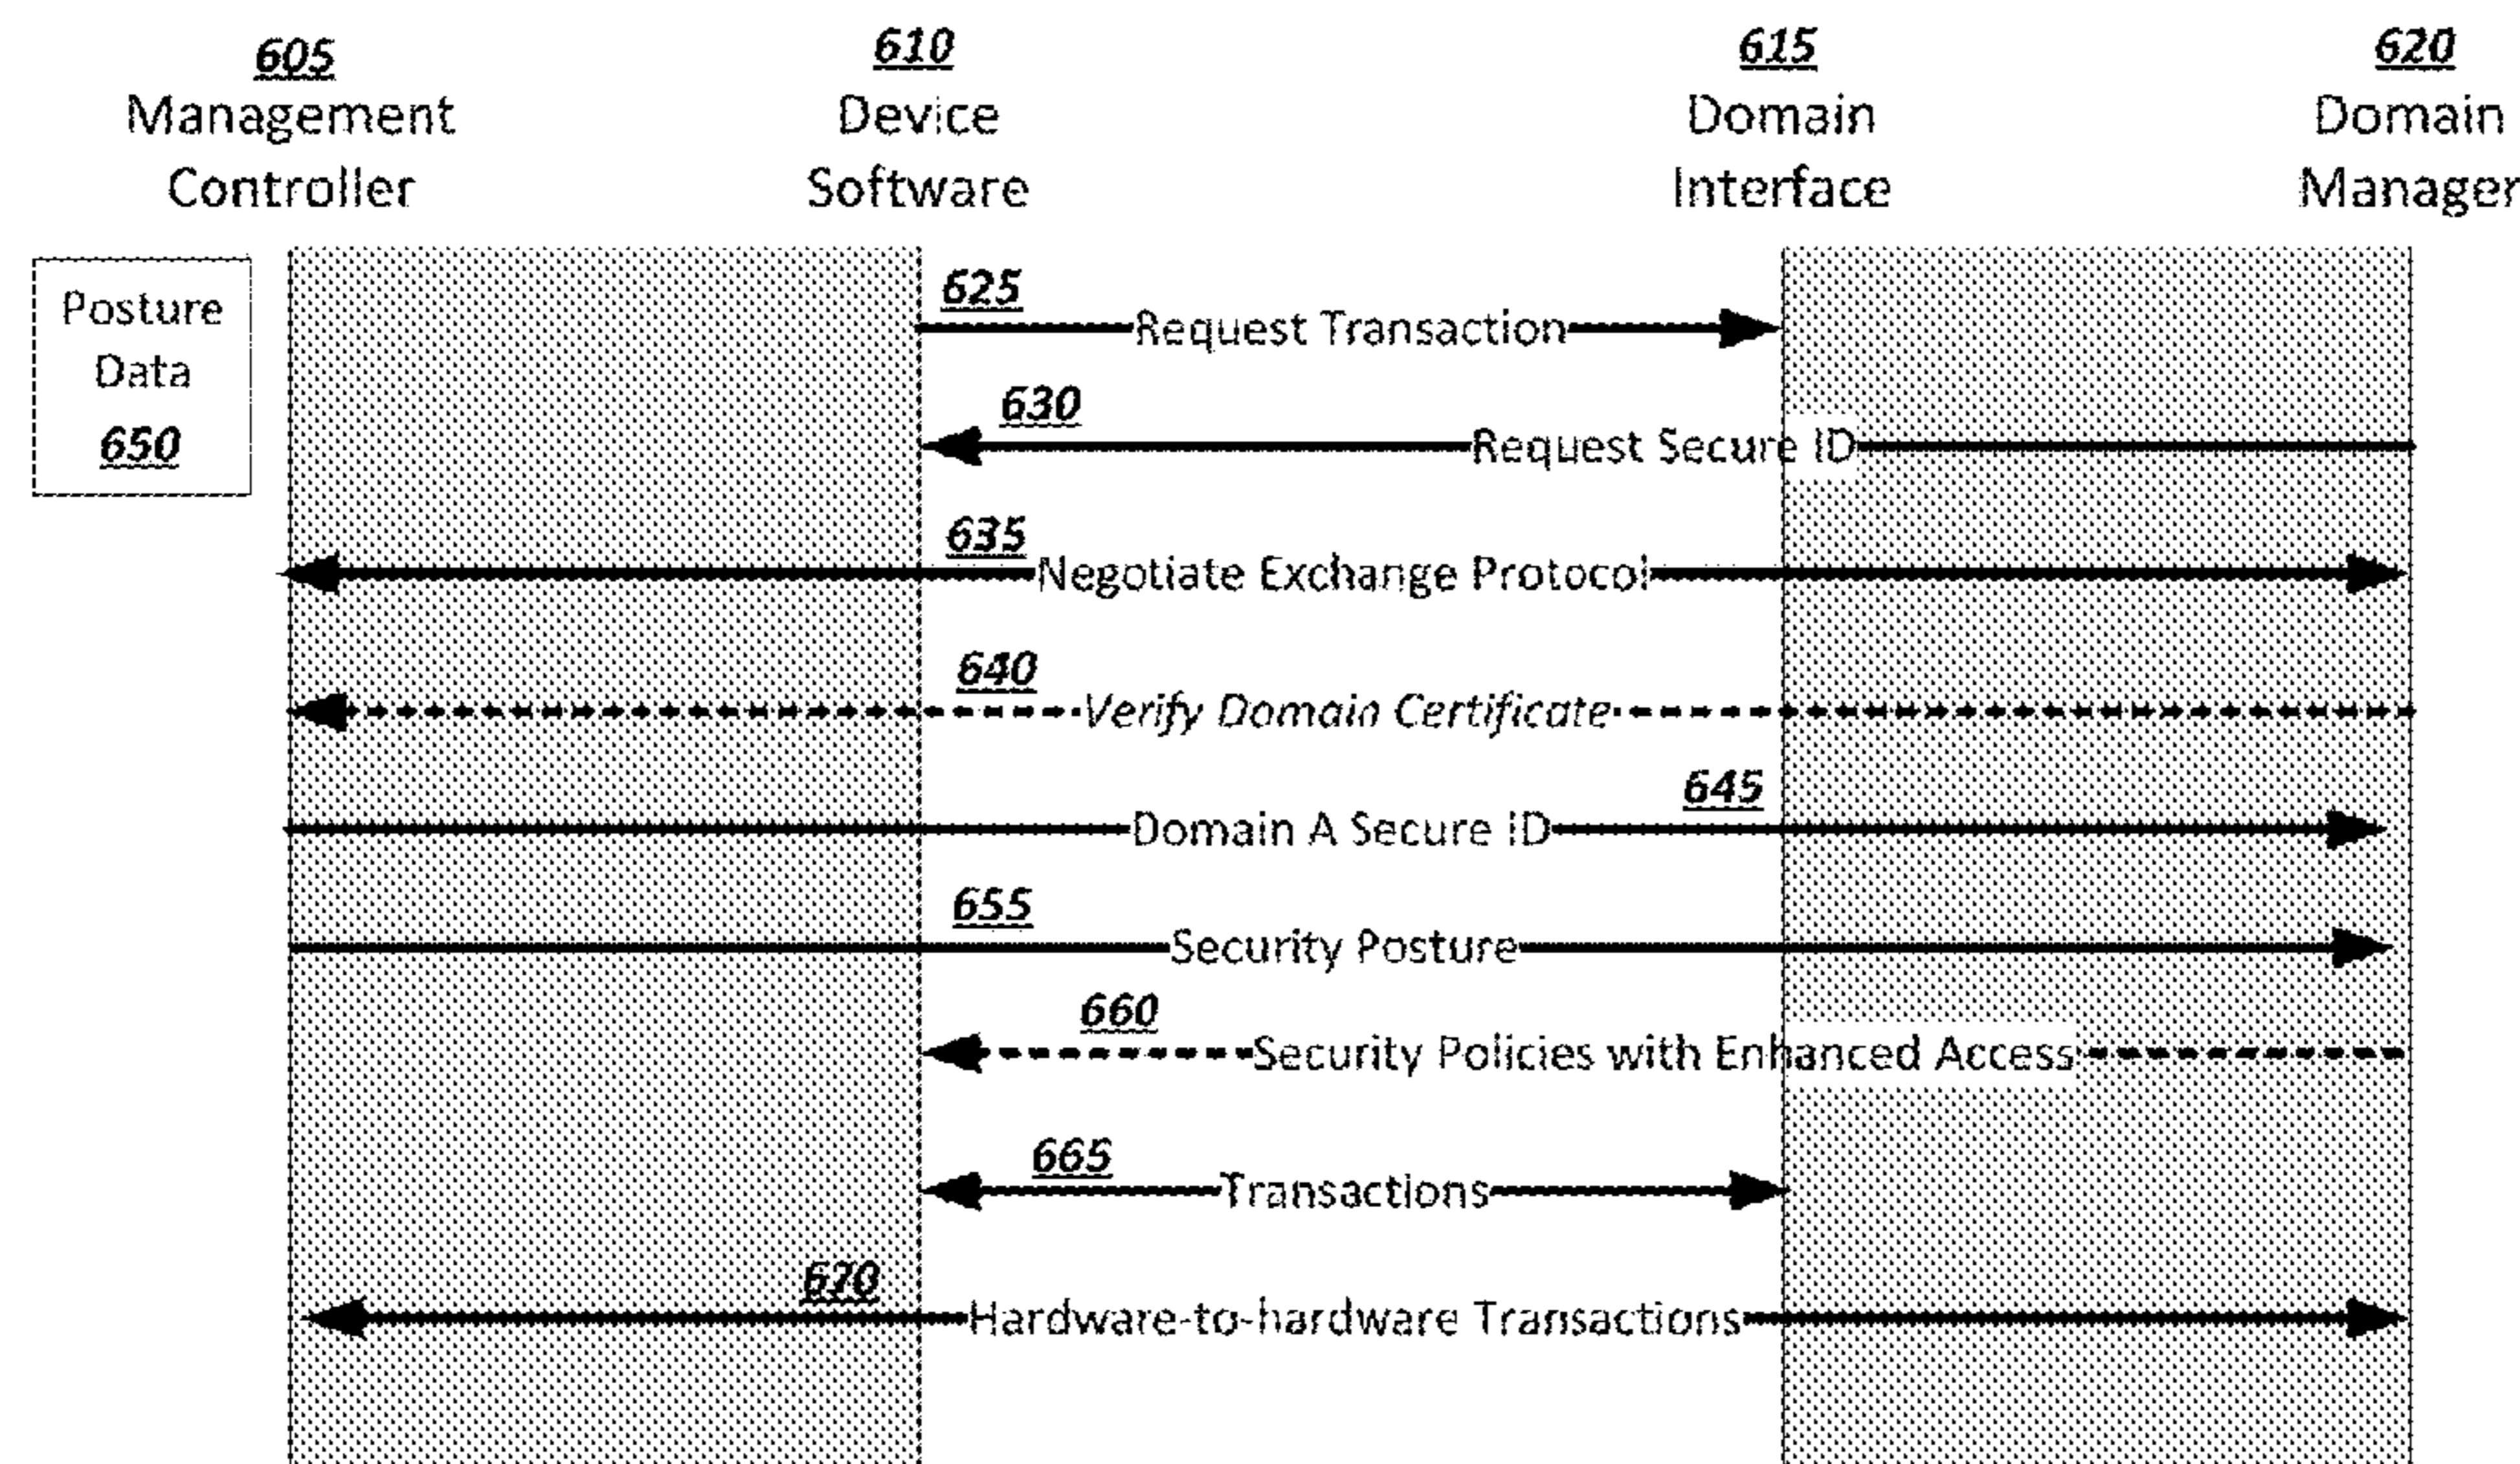 605
Management
Controller
610
Device
Software
615
Domain
Interface
620
Domain
Manager
Posture
Data
650
625
Request Transaction
630
Request Secure ID
635
Negotiate Exchange Protocol
640
Verify Domain Certificate
645
Domain A Secure ID
655
Security Posture
660
Security Policies with Enhanced Access
665
Transactions
670
Hardware-to-hardware Transactions